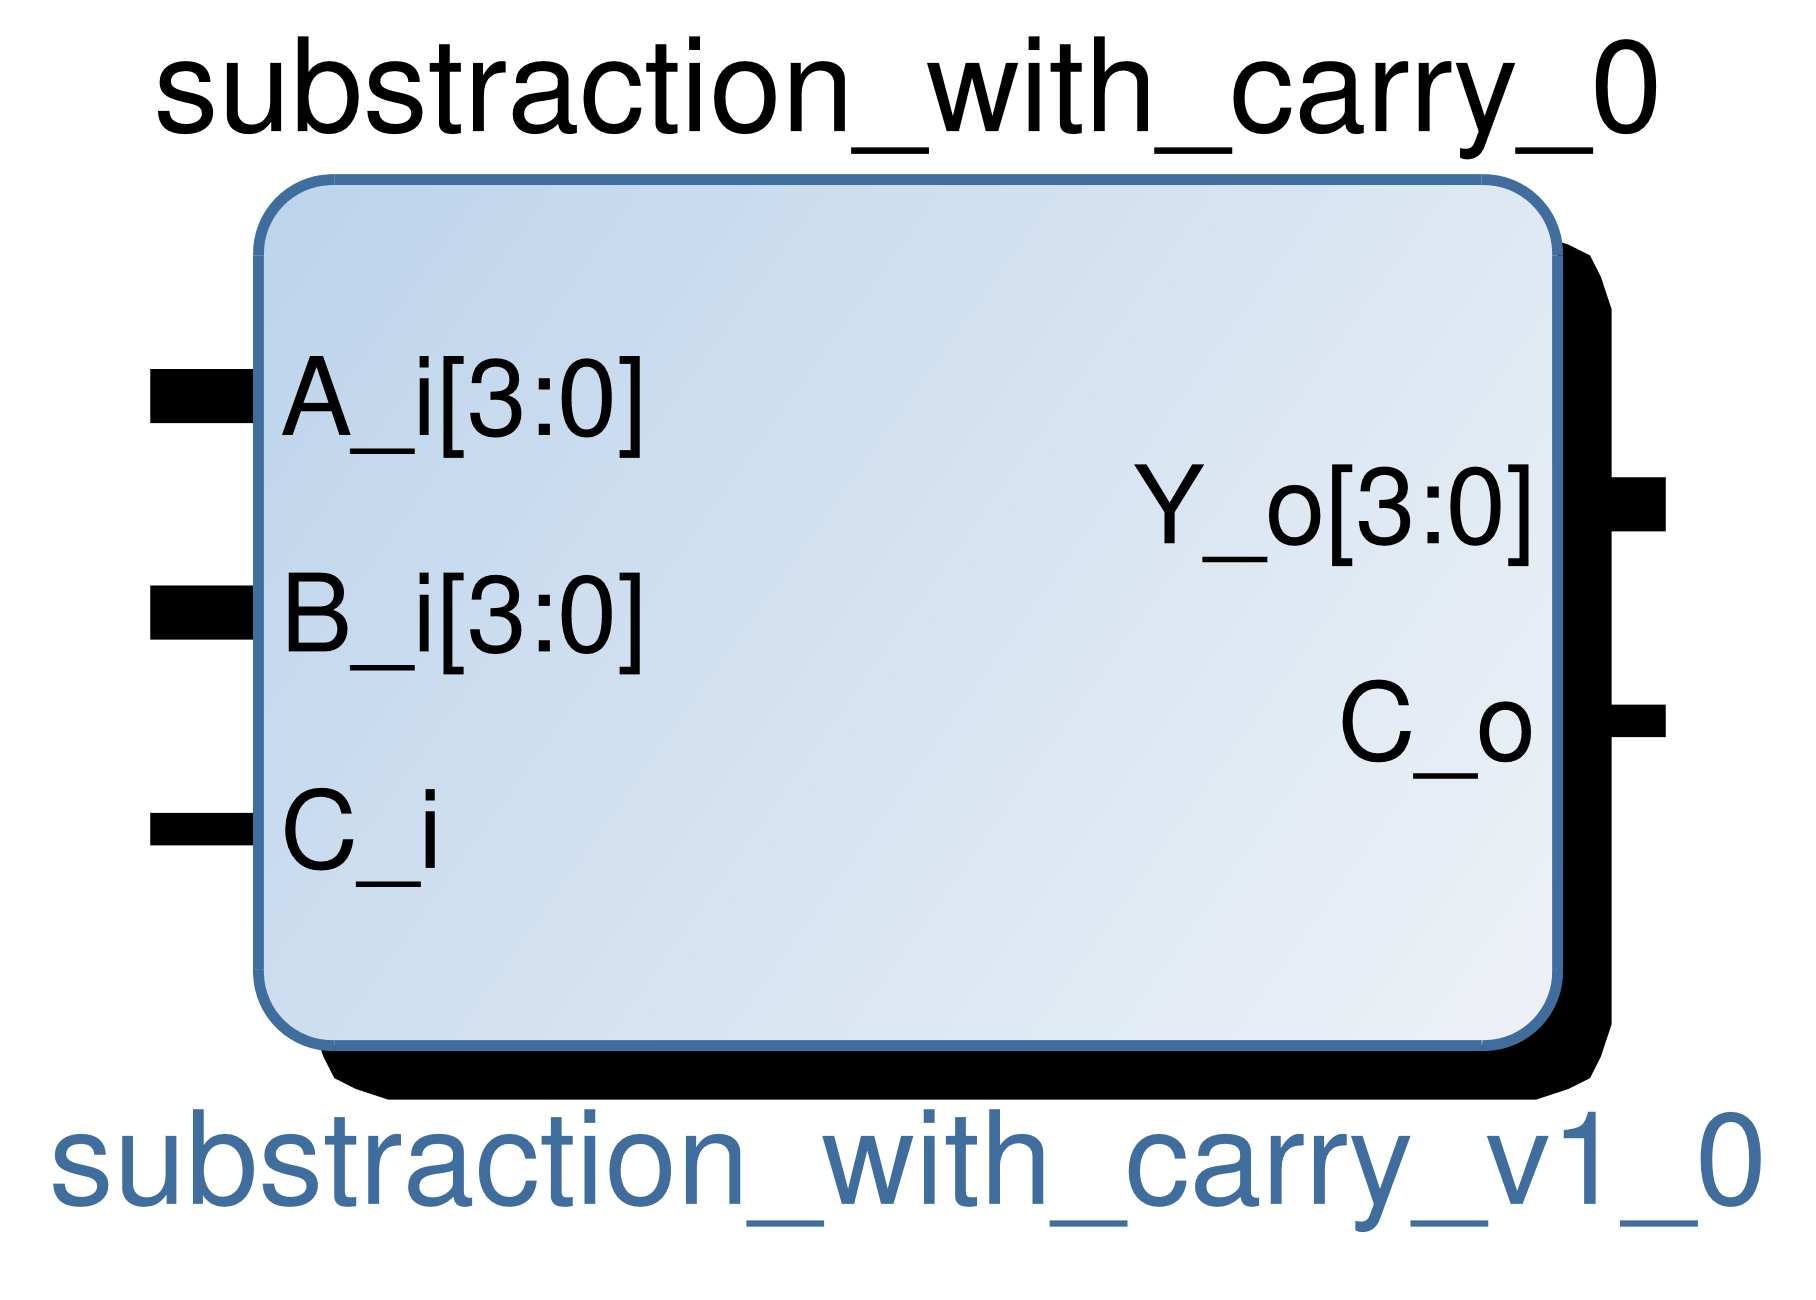 substraction_with_carry_0
A_i[3:0]
B_i[3:0]
C_i
Y_o[3:0]
C_o
substraction_with_carry_v1_0